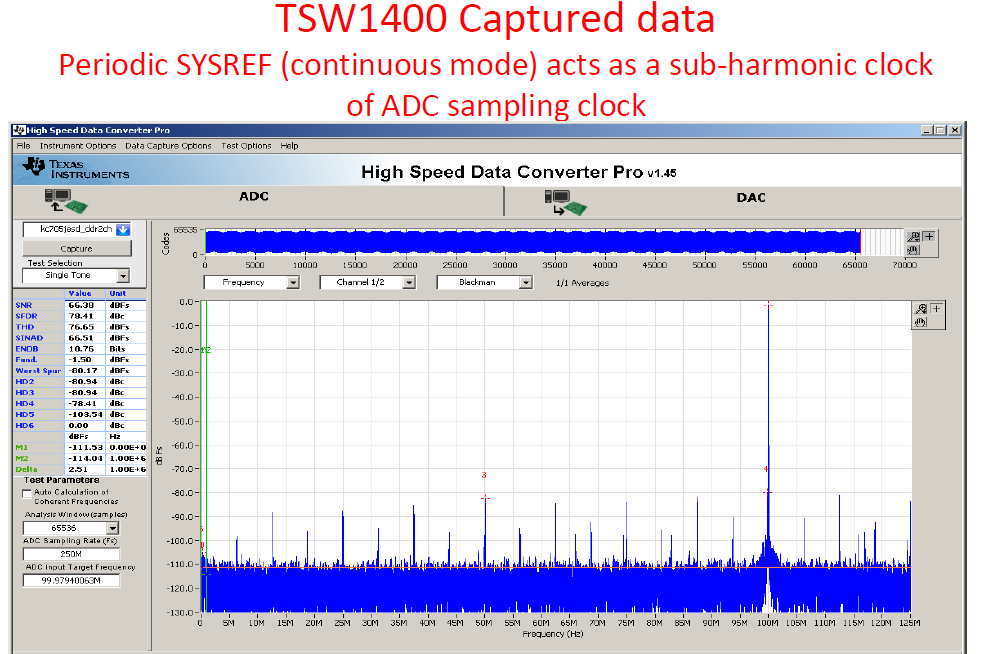 TSW1400 Captured data
Periodic SYSREF (continuous mode) acts as a sub-harmonic clock
of ADC sampling clock
High Speed Data Converter Pro
File Instrument Options Data Capture Options Test Options Help
TEXAS
INSTRUMENTS
High Speed Data Converter Pro v1.45
ADC DAC
kc705jesd_ddr2ch
Capture
Test Selection
Single Tone
Value Unit
SNR 66.38 dBFs
SFDR 78.41 dBc
THD 76.65 dBFs
SINAD 66.51 dBFs
ENOB 10.76 Bits
Fund. -1.50 dBFs
Worst Spur -80.17 dBFs
HD2 -80.94 dBc
HD3 -80.94 dBc
HD4 -78.41 dBc
HD5 -103.54 dBc
HD6 0.00 dBc
dBFs Hz
M1 -111.53 0.00E+0
M2 -114.04 1.00E+6
Delta 2.51 1.00E+6
Test Parameters
Auto Calculation of
Coherent Frequencies
Analysis Window (samples)
65536
ADC Sampling Rate (Fs)
250M
ADC Input Target Frequency
99.97940063M
Codes
65535
0
0 5000 10000 15000 20000 25000 30000 35000 40000 45000 50000 55000 60000 65000 70000
Frequency Channel 1/2 Blackman 1/1 Averages
0.0
-10.0
-20.0
M2
-30.0
-40.0
-50.0
-60.0
dBFs
-70.0
3
4
-80.0
-90.0
-100.0
-110.0
-120.0
-130.0
0 5M 10M 15M 20M 25M 30M 35M 40M 45M 50M 55M 60M 65M 70M 75M 80M 85M 90M 95M 100M 105M 110M 115M 120M 125M
Frequency (Hz)